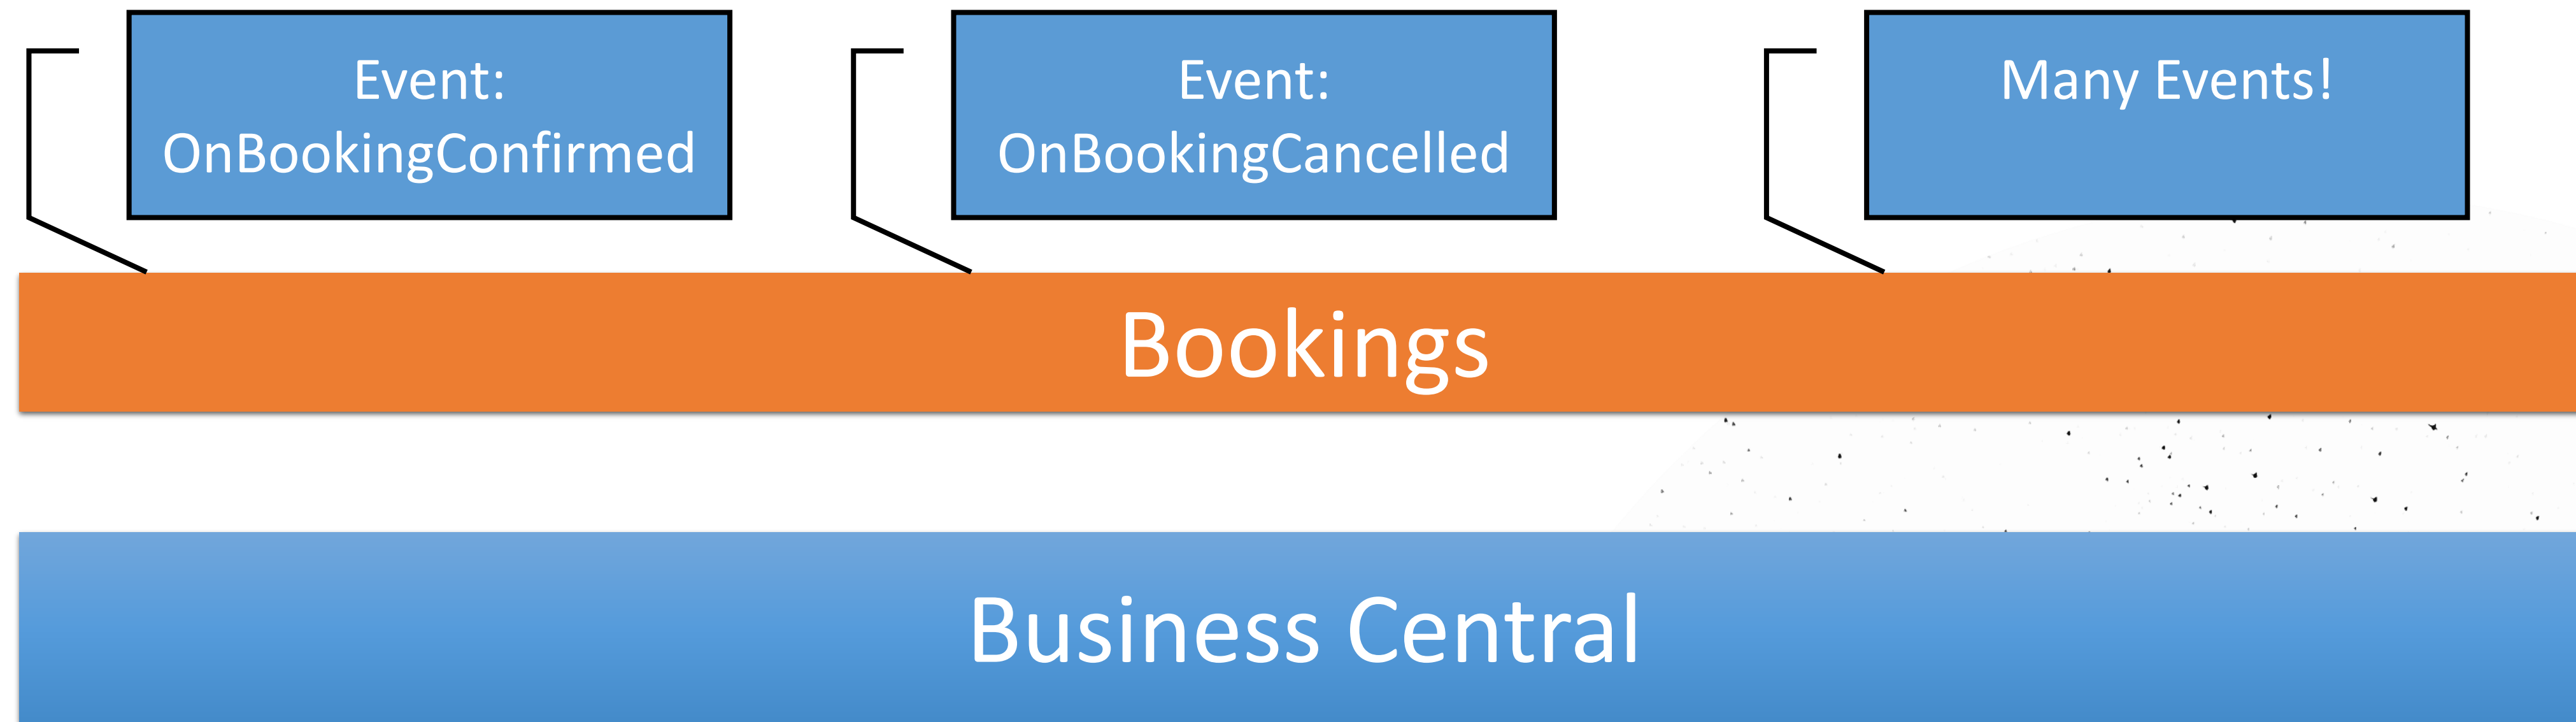 Event:
OnBookingConfirmed
Event:
OnBookingCancelled
Many Events!
Bookings
Business Central